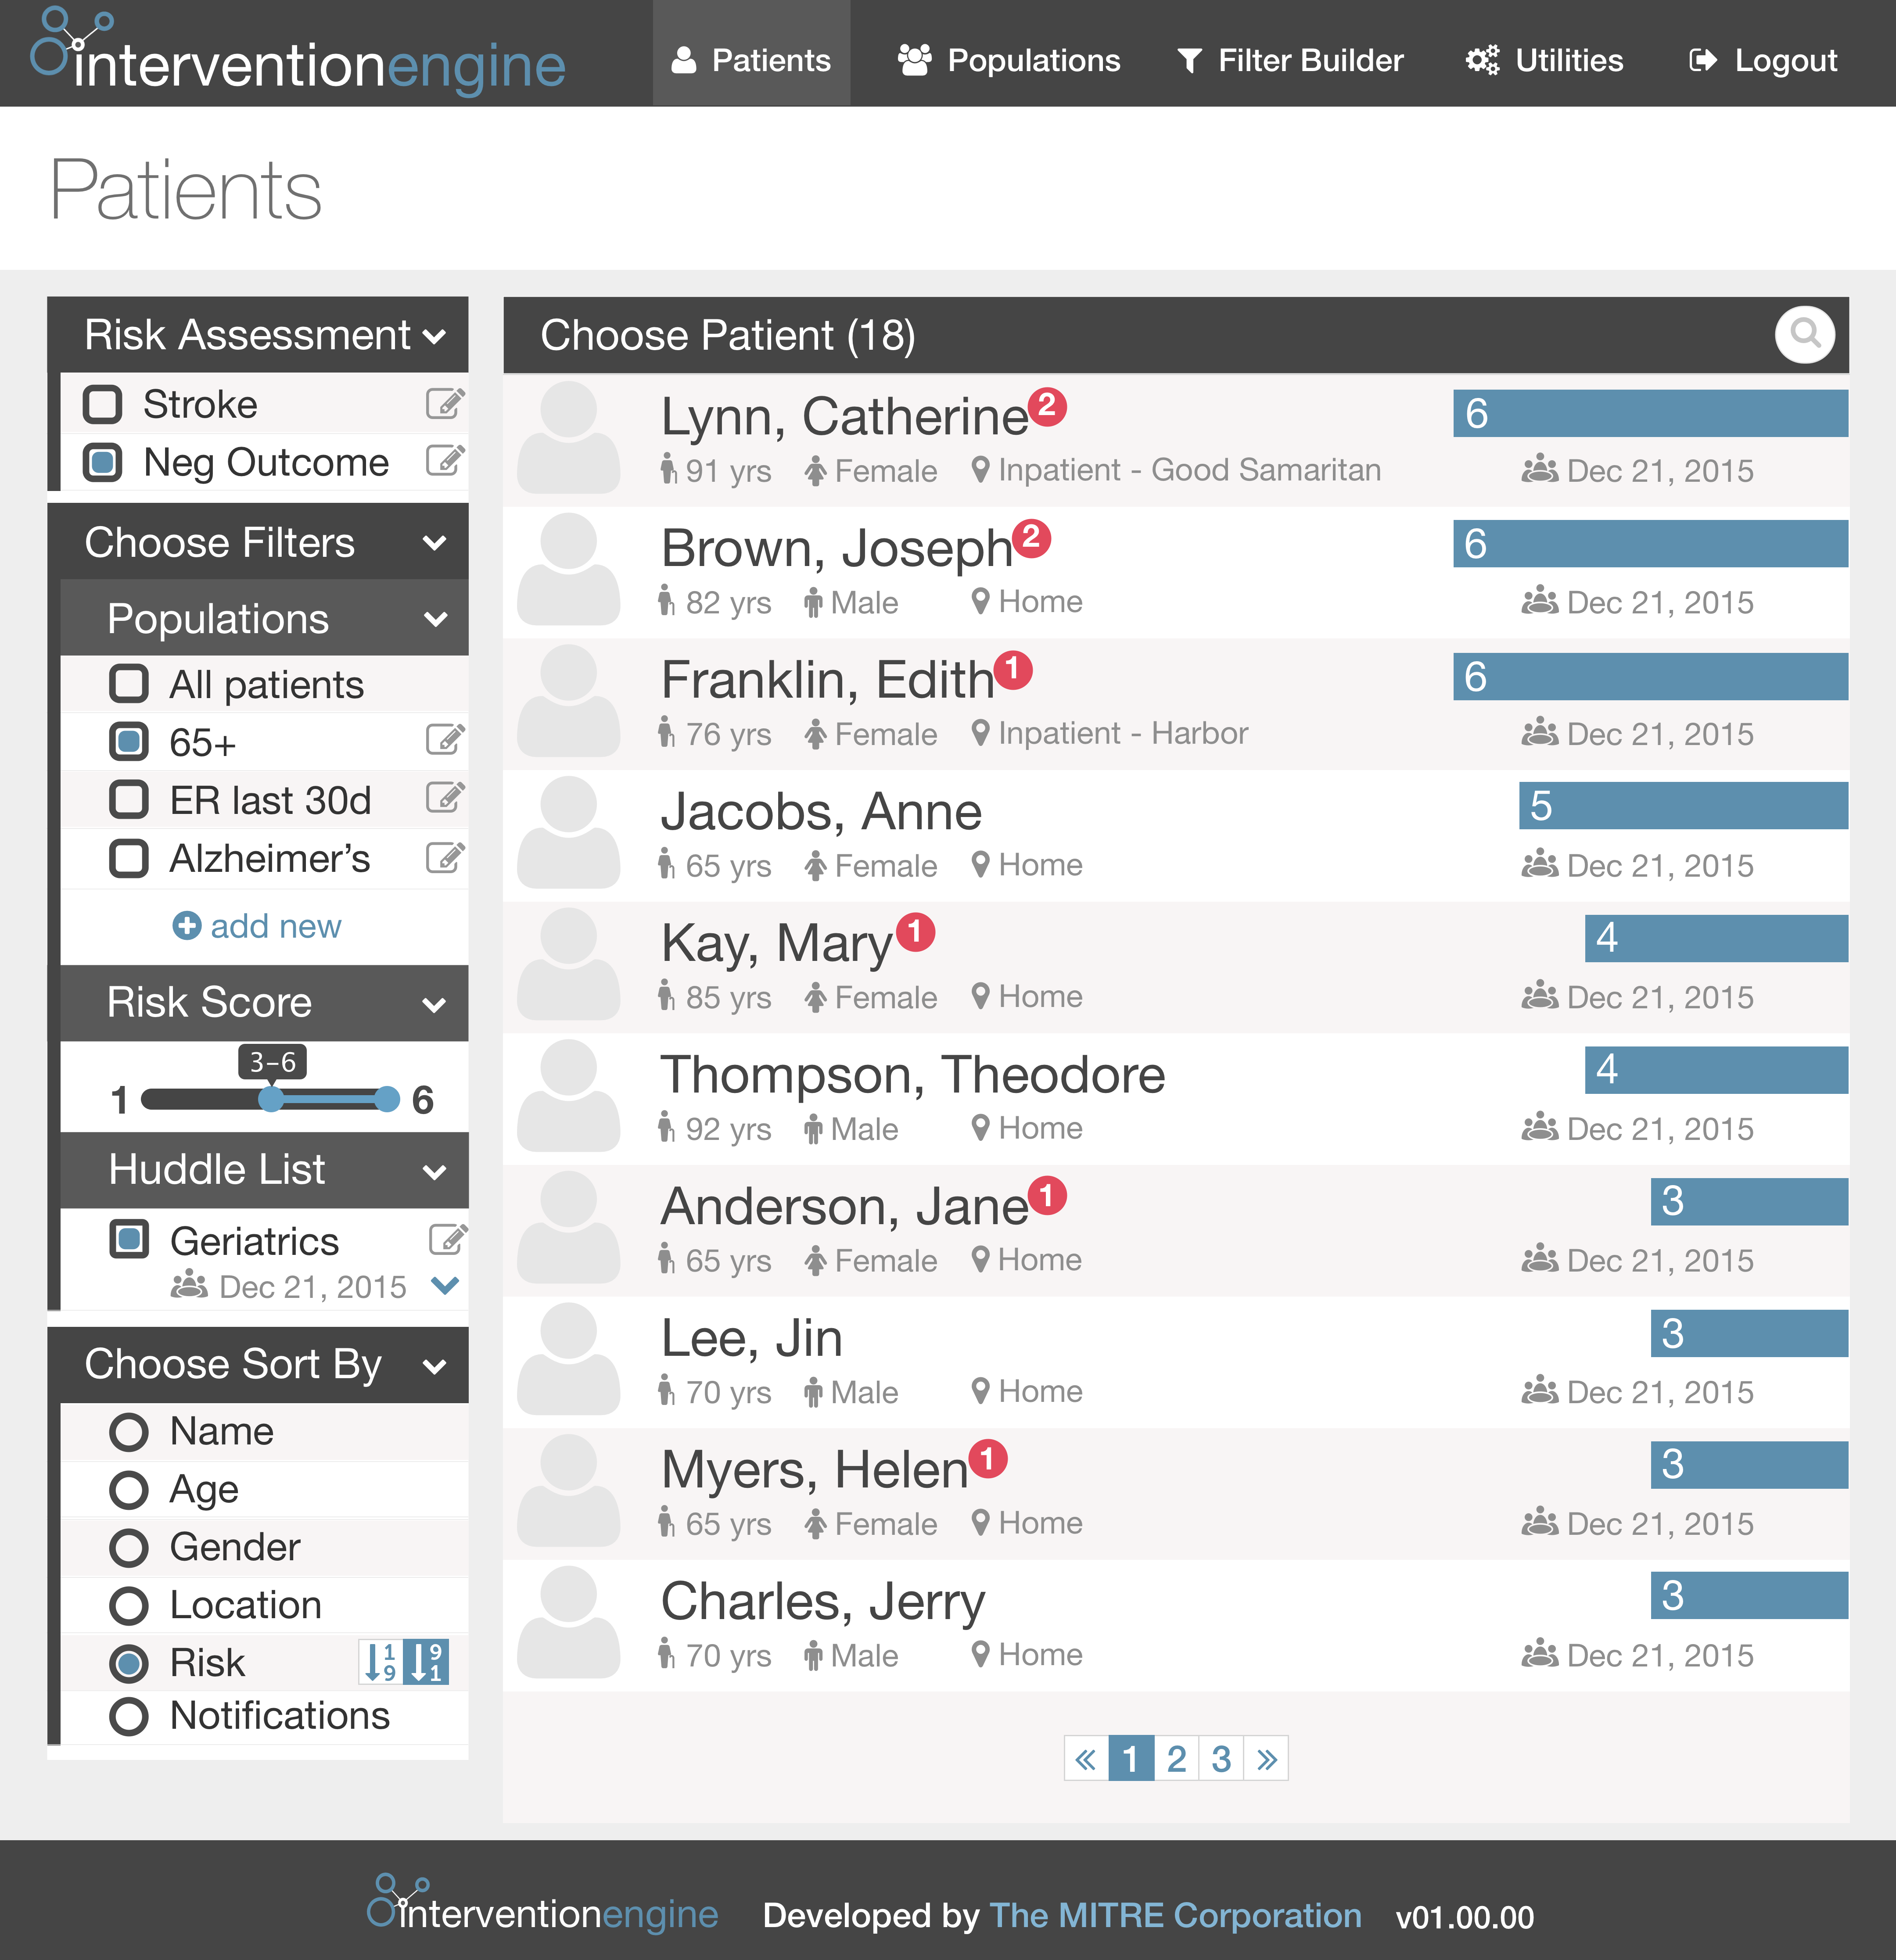 interventionengine
Patients
Populations
Filter Builder
Utilities
Logout
Patients
Risk Assessment
Stroke
Neg Outcome
Choose Filters
Populations
All patients
65+
ER last 30d
Alzheimer's
add new
Risk Score
3–6
1 6
Huddle List
Geriatrics
Dec 21, 2015
Choose Sort By
Name
Age
Gender
Location
Risk 1 9 9 1
Notifications
Choose Patient (18)
Lynn, Catherine 2 6
91 yrs Female Inpatient - Good Samaritan Dec 21, 2015
Brown, Joseph 2 6
82 yrs Male Home Dec 21, 2015
Franklin, Edith 1 6
76 yrs Female Inpatient - Harbor Dec 21, 2015
Jacobs, Anne 5
65 yrs Female Home Dec 21, 2015
Kay, Mary 1 4
85 yrs Female Home Dec 21, 2015
Thompson, Theodore 4
92 yrs Male Home Dec 21, 2015
Anderson, Jane 1 3
65 yrs Female Home Dec 21, 2015
Lee, Jin 3
70 yrs Male Home Dec 21, 2015
Myers, Helen 1 3
65 yrs Female Home Dec 21, 2015
Charles, Jerry 3
70 yrs Male Home Dec 21, 2015
« 1 2 3 »
interventionengine Developed by The MITRE Corporation v01.00.00